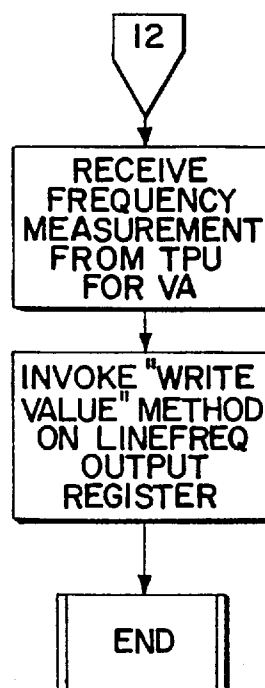 12
RECEIVE
FREQUENCY
MEASUREMENT
FROM TPU
FOR VA
INVOKE "WRITE
VALUE" METHOD
ON LINEFREQ
OUTPUT
REGISTER
END